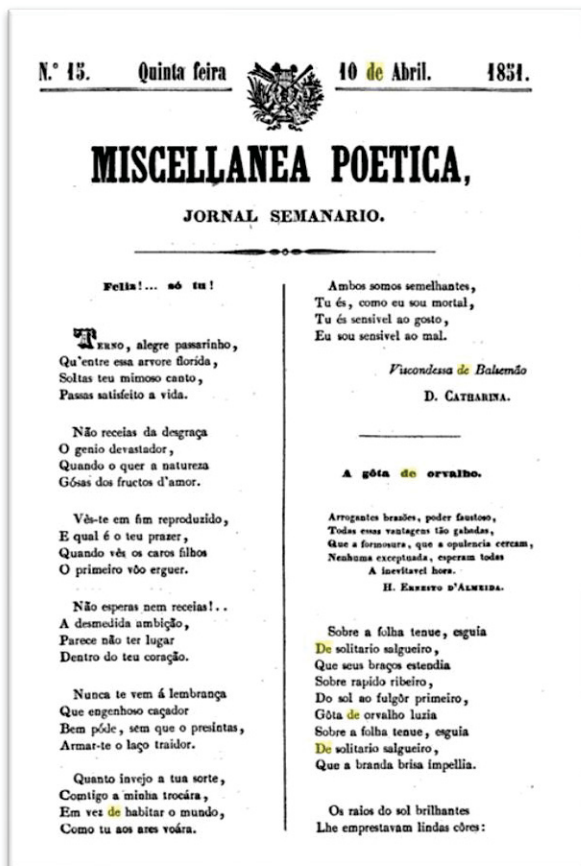 N.° 15. Quinta feira 10 de Abril. 1851.
MISCELLANEA POETICA,
JORNAL SEMANARIO.
Feliz!... só tu!
TERNO, alegre passarinho,
Qu'entre essa arvore florida,
Soltas teu mimoso canto,
Passas satisfeito a vida.
Não receias da desgraça
O genio devastador,
Quando o quer a natureza
Gósas dos fructos d'amor.
Vês-te em fim reproduzido,
E qual é o teu prazer,
Quando vês os caros filhos
O primeiro vôo erguer.
Não esperas nem receias!..
A desmedida ambição,
Parece não ter lugar
Dentro do teu coração.
Nunca te vem á lembrança
Que engenhoso caçador
Bem póde, sem que o presintas,
Armar-te o laço traidor.
Quanto invejo a tua sorte,
Comtigo a minha trocára,
Em vez de habitar o mundo,
Como tu aos ares voára.
Ambos somos semelhantes,
Tu és, como eu sou mortal,
Tu és sensivel ao gosto,
Eu sou sensivel ao mal.
Viscondessa de Balsemão
D. CATHARINA.
A gôta de orvalho.
Arrogantes brasões, poder faustoso,
Todas essas vantagens tão gabadas,
Que a formosura, que a opulencia cercam,
Nenhuma exceptuada, esperam todas
A inevitavel hora.
H. ERNESTO D'ALMEIDA.
Sobre a folha tenue, esguia
De solitario salgueiro,
Que seus braços estendia
Sobre rapido ribeiro,
Do sol ao fulgôr primeiro,
Gôta de orvalho luzia
Sobre a folha tenue, esguia
De solitario salgueiro,
Que a branda brisa impellia.
Os raios do sol brilhantes
Lhe emprestavam lindas côres: